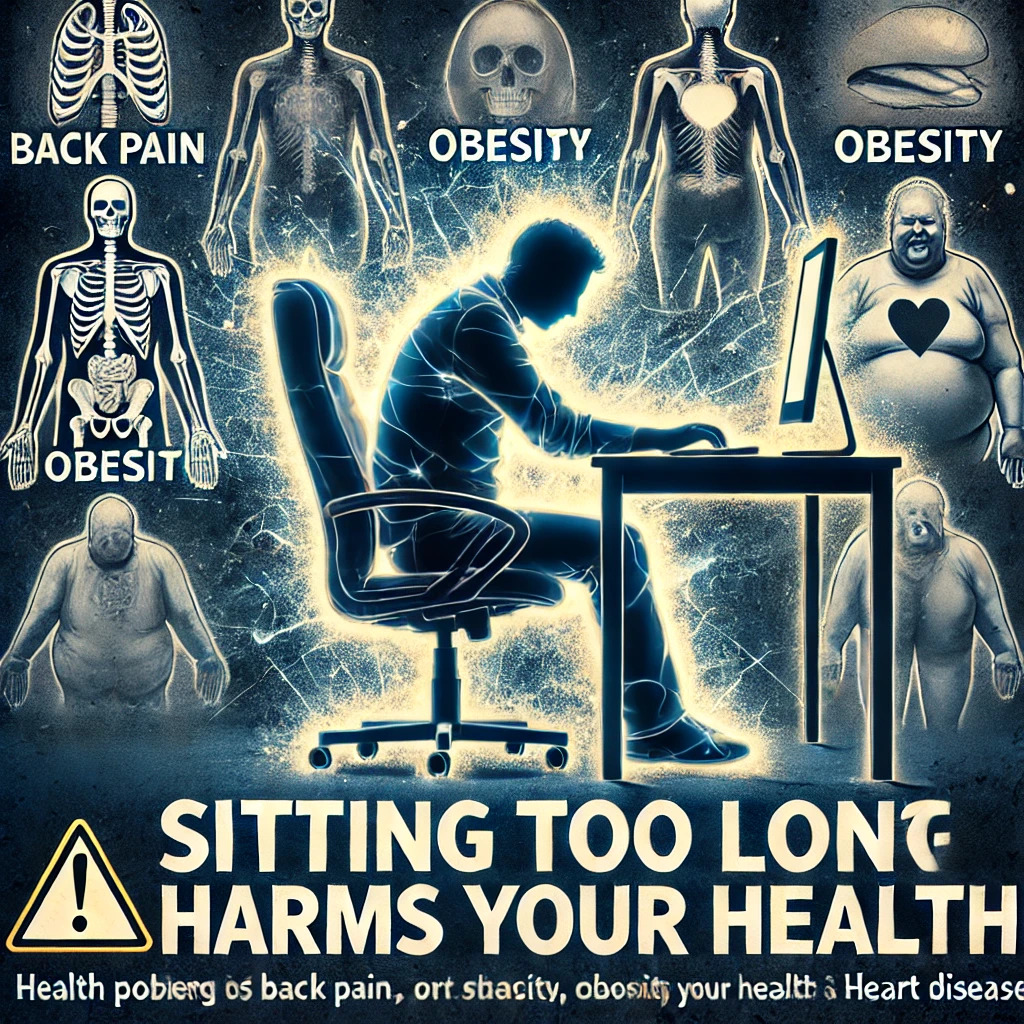 BACK PAIN
OBESITY
OBESITY
OBESIT
SITTING TOO LONG
HARMS YOUR HEALTH
Health poblerg os back pain, ort sbacity, obosity your health Heart disease